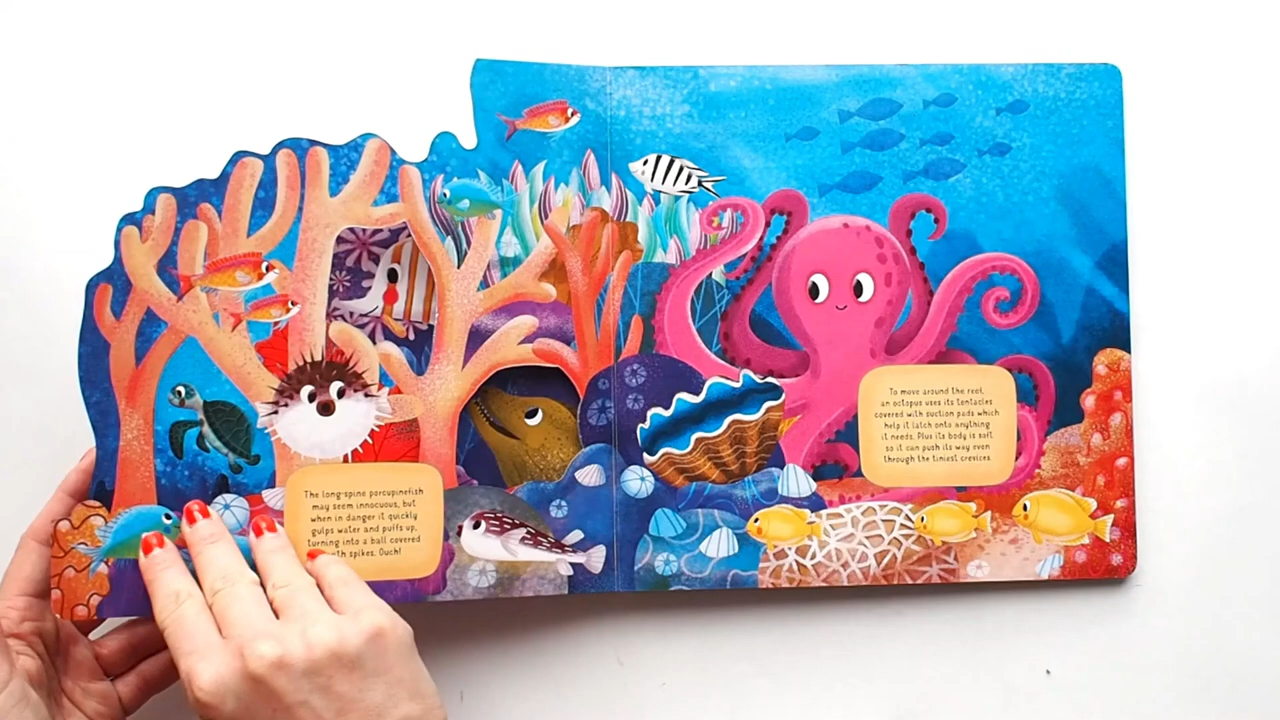 The long-spine porcupinefish
may seem innocuous, but
when in danger it quickly
gulps water and puffs up,
turning into a ball covered
spikes. Ouch!
To move around the reef,
an octopus uses its tentacles
covered with suction pads which
help it latch onto anything
it needs. Plus its body is soft
so it can push its way even
through the tiniest crevices.